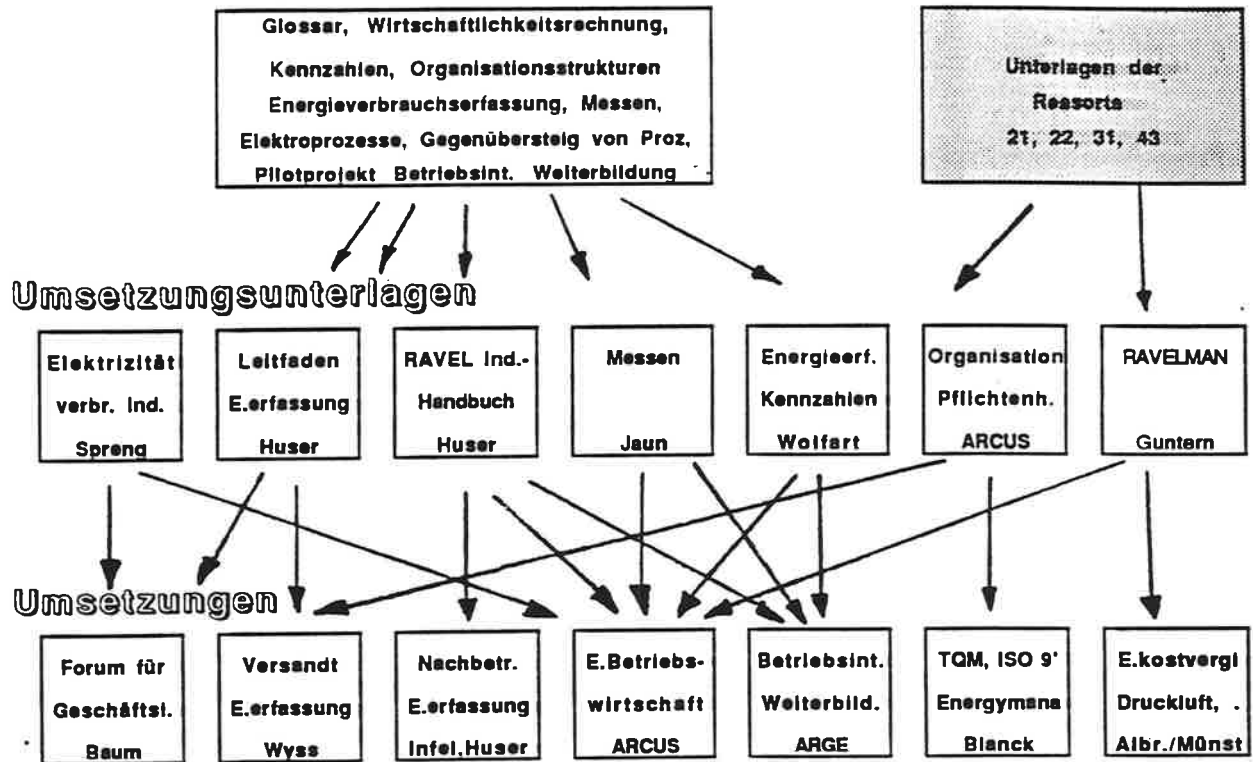 Glossar, Wirtschaftlichkeitsrechnung,
Kennzahlen, Organisationsstrukturen
Energieverbrauchserfassung, Messen,
Elektroprozesse, Gegenübersteig von Proz,
Pilotprojekt Betriebsint. Weiterbildung
Unterlagen der
Ressorts
21, 22, 31, 43
Umsetzungsunterlagen
Elektrizität
verbr. Ind.
Spreng
Leitfaden
E.erfassung
Huser
RAVEL Ind.-
Handbuch
Huser
Messen
Jaun
Energieerf.
Kennzahlen
Wolfart
Organisation
Pflichtenh.
ARCUS
RAVELMAN
Guntern
Umsetzungen
Forum für
Geschäftsl.
Baum
Versandt
E.erfassung
Wyss
Nachbetr.
E.erfassung
Infel,Huser
E.Betriebs-
wirtschaft
ARCUS
Betriebsint.
Weiterbild.
ARGE
TQM, ISO 9'
Energymana
Blanck
E.kostvergl
Druckluft, .
Albr./Münst